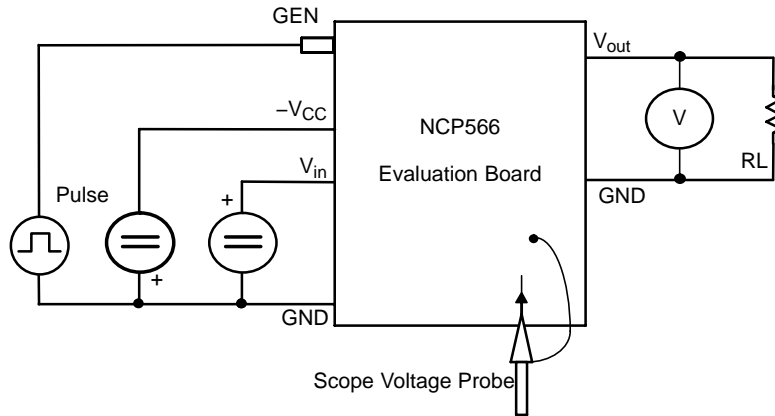 GEN
Vout
−VCC
NCP566
V
Vin
Evaluation Board
RL
+
Pulse
GND
+
GND
Scope Voltage Probe